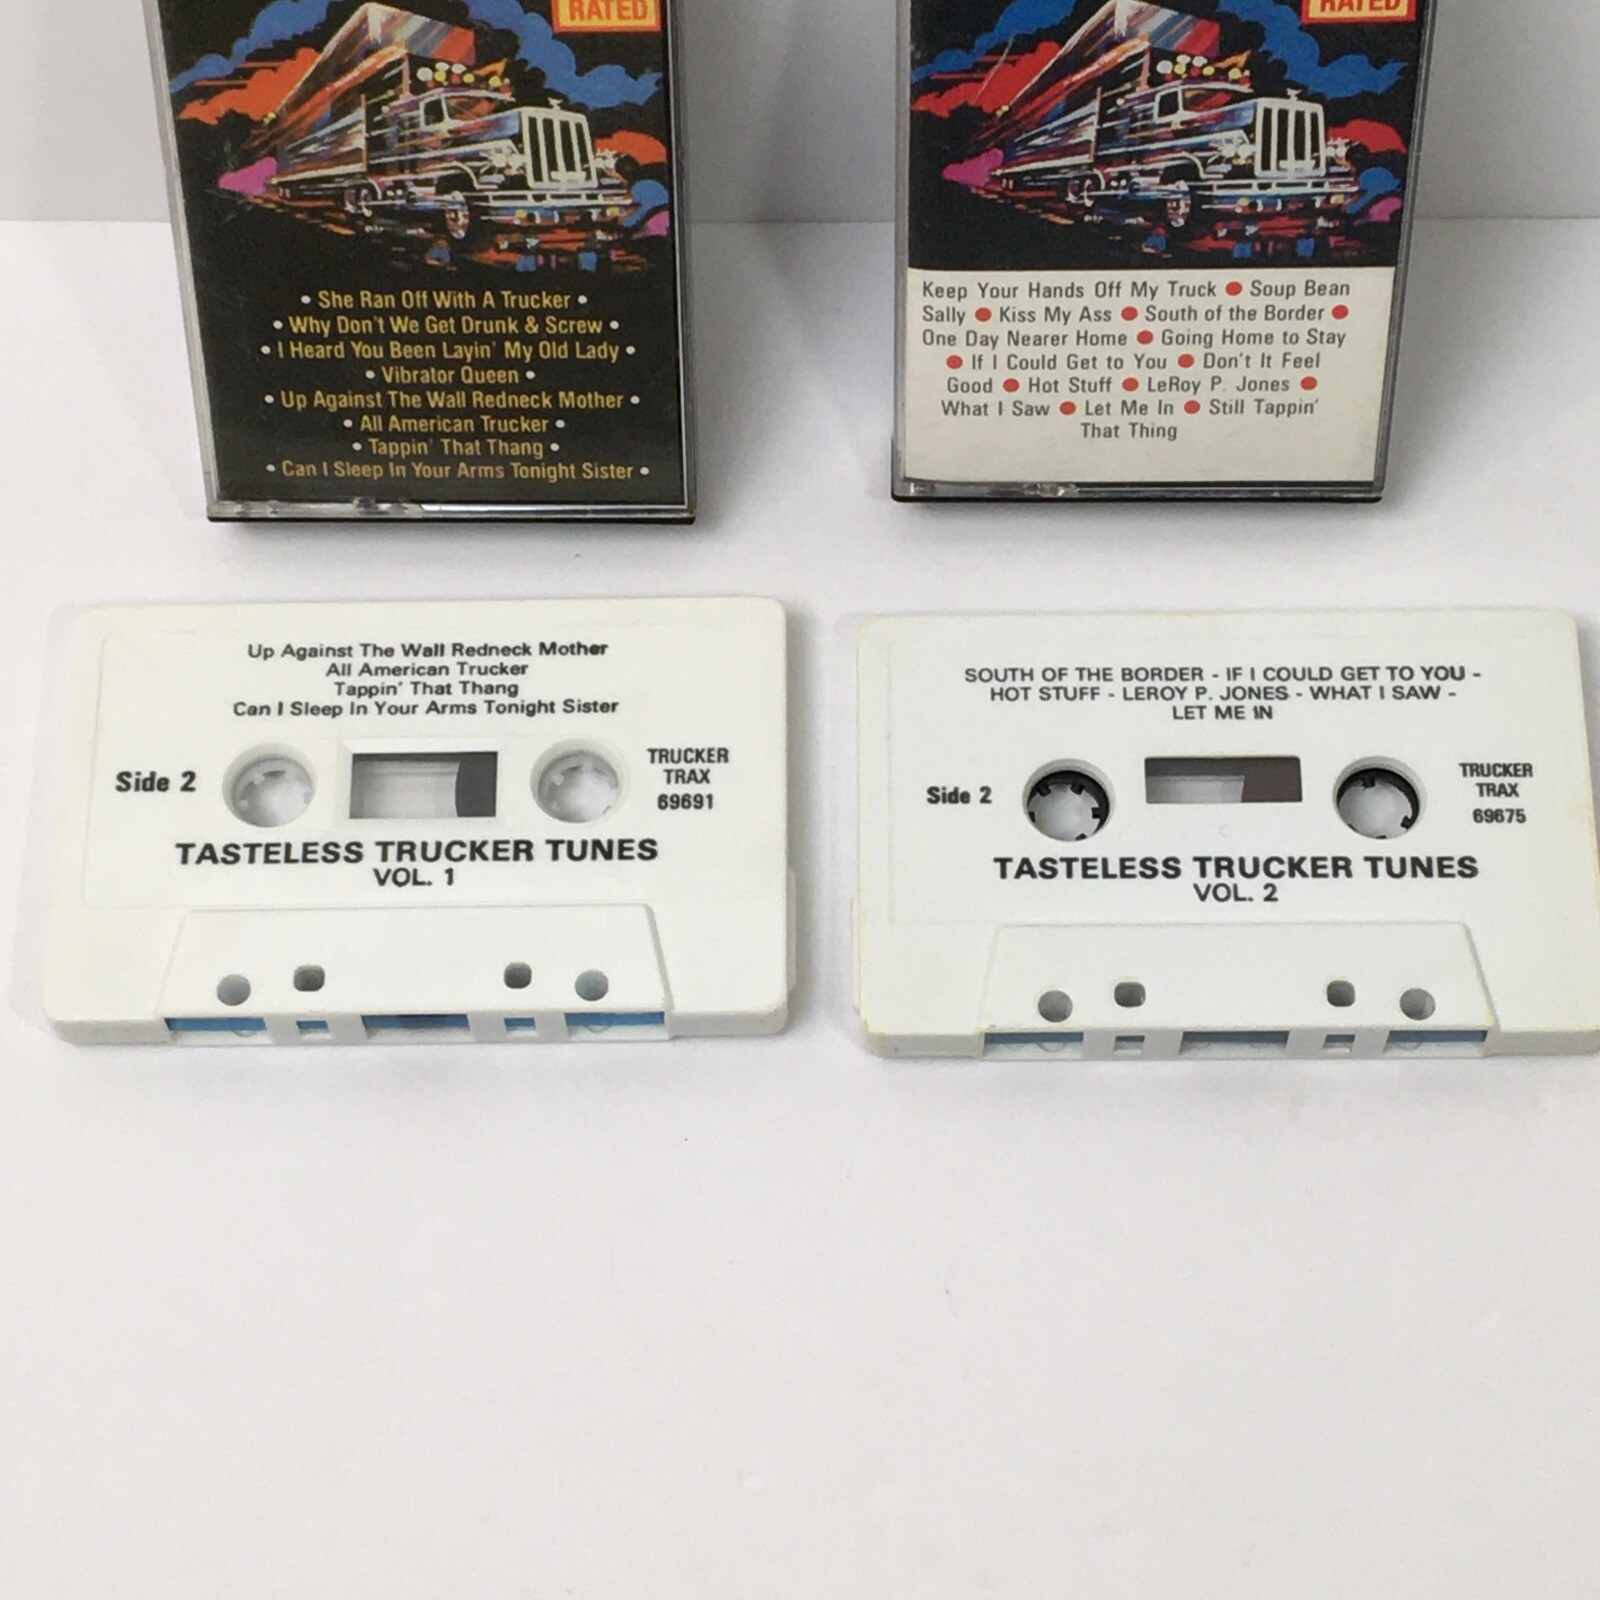 RATED
• She Ran Off With A Trucker •
• Why Don't We Get Drunk & Screw •
• I Heard You Been Layin' My Old Lady •
• Vibrator Queen •
• Up Against The Wall Redneck Mother •
• All American Trucker •
• Tappin' That Thang •
• Can I Sleep In Your Arms Tonight Sister •
RATED
Keep Your Hands Off My Truck ● Soup Bean
Sally ● Kiss My Ass ● South of the Border ●
One Day Nearer Home ● Going Home to Stay
● If I Could Get to You ● Don't It Feel
Good ● Hot Stuff ● LeRoy P. Jones ●
What I Saw ● Let Me In ● Still Tappin'
That Thing
Up Against The Wall Redneck Mother
All American Trucker
Tappin' That Thang
Can I Sleep In Your Arms Tonight Sister
Side 2
TRUCKER
TRAX
69691
TASTELESS TRUCKER TUNES
VOL. 1
SOUTH OF THE BORDER - IF I COULD GET TO YOU -
HOT STUFF - LEROY P. JONES - WHAT I SAW -
LET ME IN
Side 2
TRUCKER
TRAX
69675
TASTELESS TRUCKER TUNES
VOL. 2